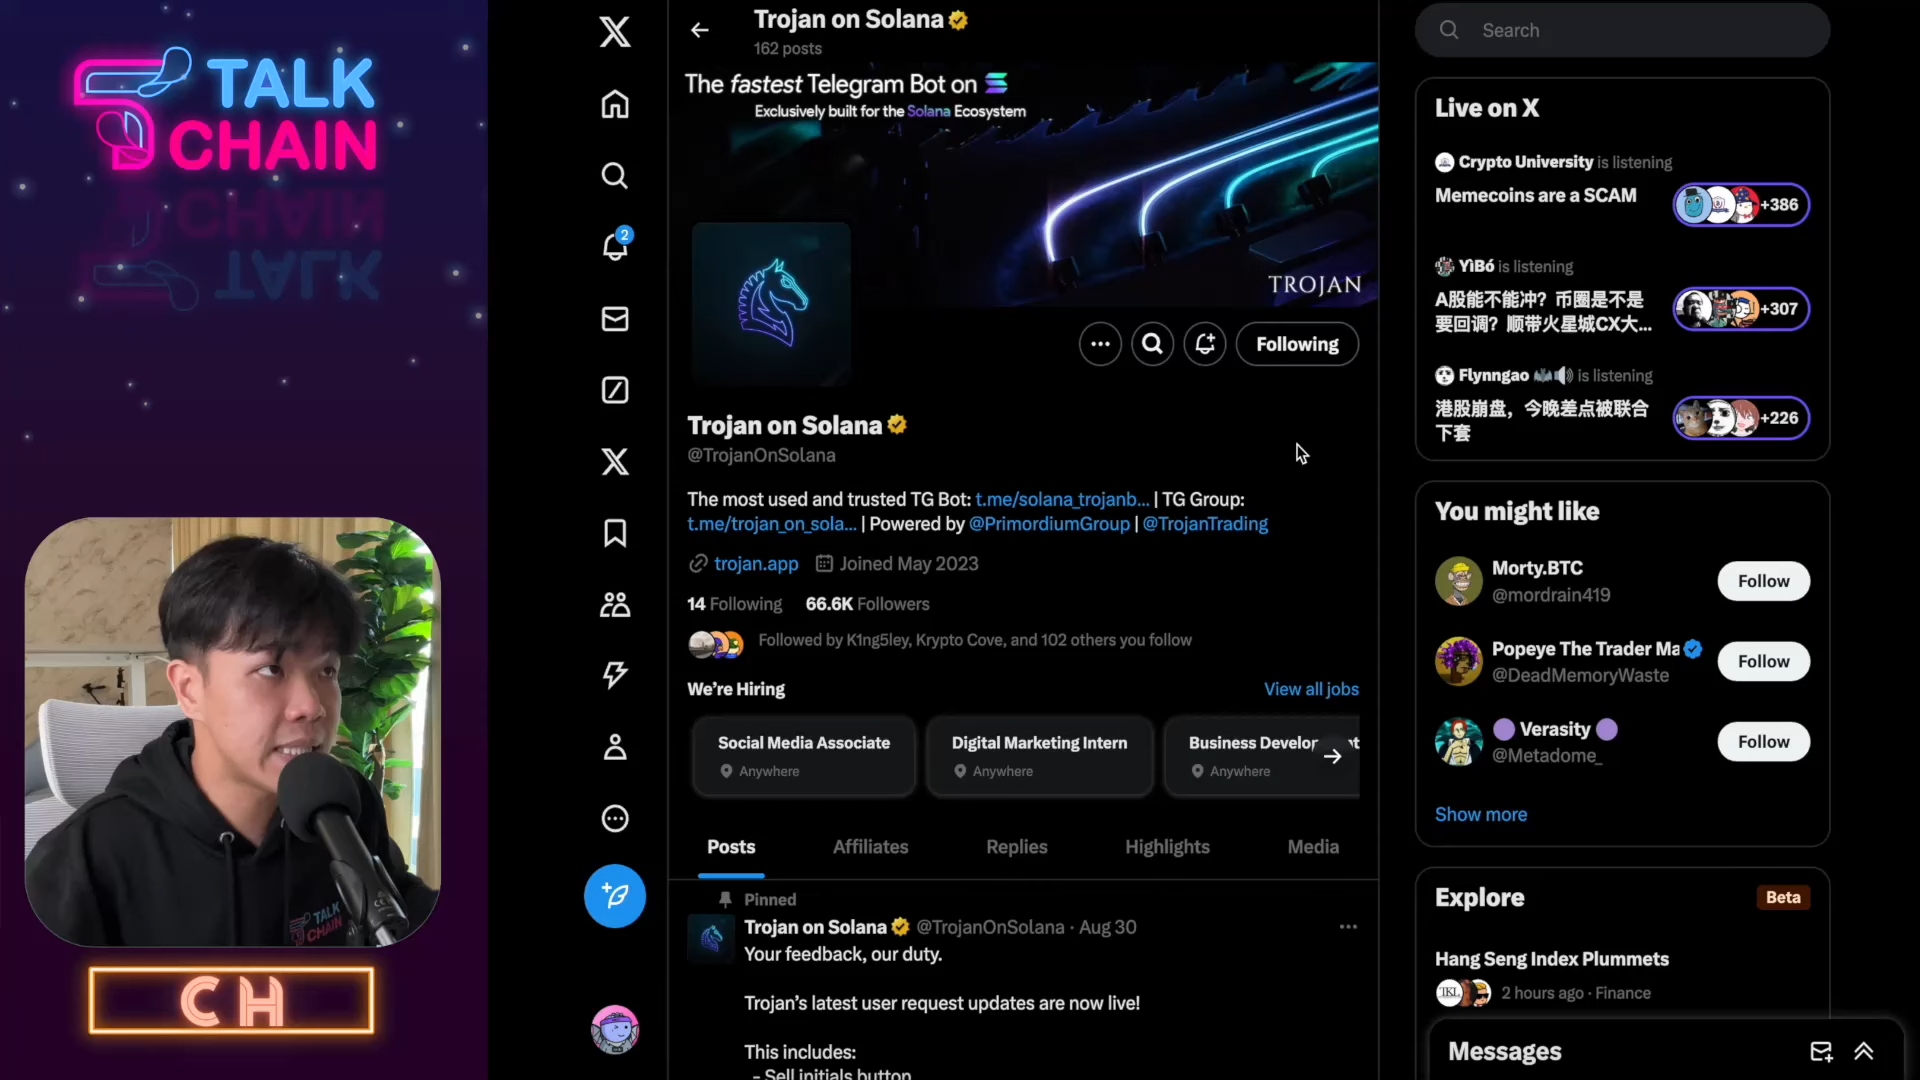 TALK
CHAIN
TALK
CHAIN
C H
2
Trojan on Solana
162 posts
The fastest Telegram Bot on
Exclusively built for the Solana Ecosystem
TROJAN
Following
Trojan on Solana
@TrojanOnSolana
The most used and trusted TG Bot: t.me/solana_trojanb... | TG Group:
t.me/trojan_on_sola... | Powered by @PrimordiumGroup | @TrojanTrading
trojan.app Joined May 2023
14 Following 66.6K Followers
Followed by K1ng5ley, Krypto Cove, and 102 others you follow
We're Hiring View all jobs
Social Media Associate
Anywhere
Digital Marketing Intern
Anywhere
Business Develop
Anywhere
Posts Affiliates Replies Highlights Media
Pinned
Trojan on Solana @TrojanOnSolana · Aug 30
Your feedback, our duty.
Trojan's latest user request updates are now live!
This includes:
- Sell initials button
Search
Live on X
Crypto University is listening
Memecoins are a SCAM
+386
YìBó is listening
A股能不能冲？币圈是不是
要回调？顺带火星城CX大...
+307
Flynngao is listening
港股崩盘，今晚差点被联合
下套
+226
You might like
Morty.BTC
@mordrain419
Follow
Popeye The Trader Ma
@DeadMemoryWaste
Follow
Verasity
@Metadome_
Follow
Show more
Explore Beta
Hang Seng Index Plummets
2 hours ago · Finance
Messages